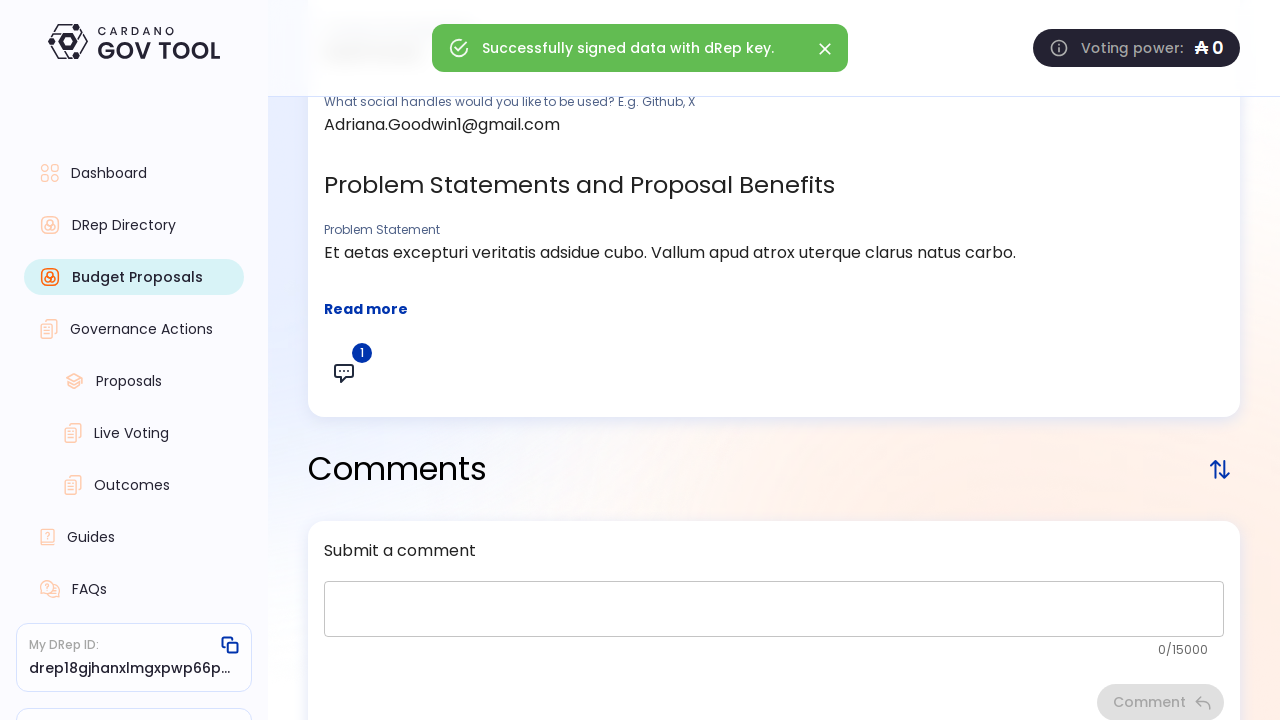 CARDANO
GOV TOOL
Successfully signed data with dRep key.
Voting power: ₳ 0
Dashboard
DRep Directory
Budget Proposals
Governance Actions
Proposals
Live Voting
Outcomes
Guides
FAQs
My DRep ID:
drep18gjhanxlmgxpwp66p...
What social handles would you like to be used? E.g. Github, X
Adriana.Goodwin1@gmail.com
Problem Statements and Proposal Benefits
Problem Statement
Et aetas excepturi veritatis adsidue cubo. Vallum apud atrox uterque clarus natus carbo.
Read more
1
Comments
Submit a comment
0/15000
Comment